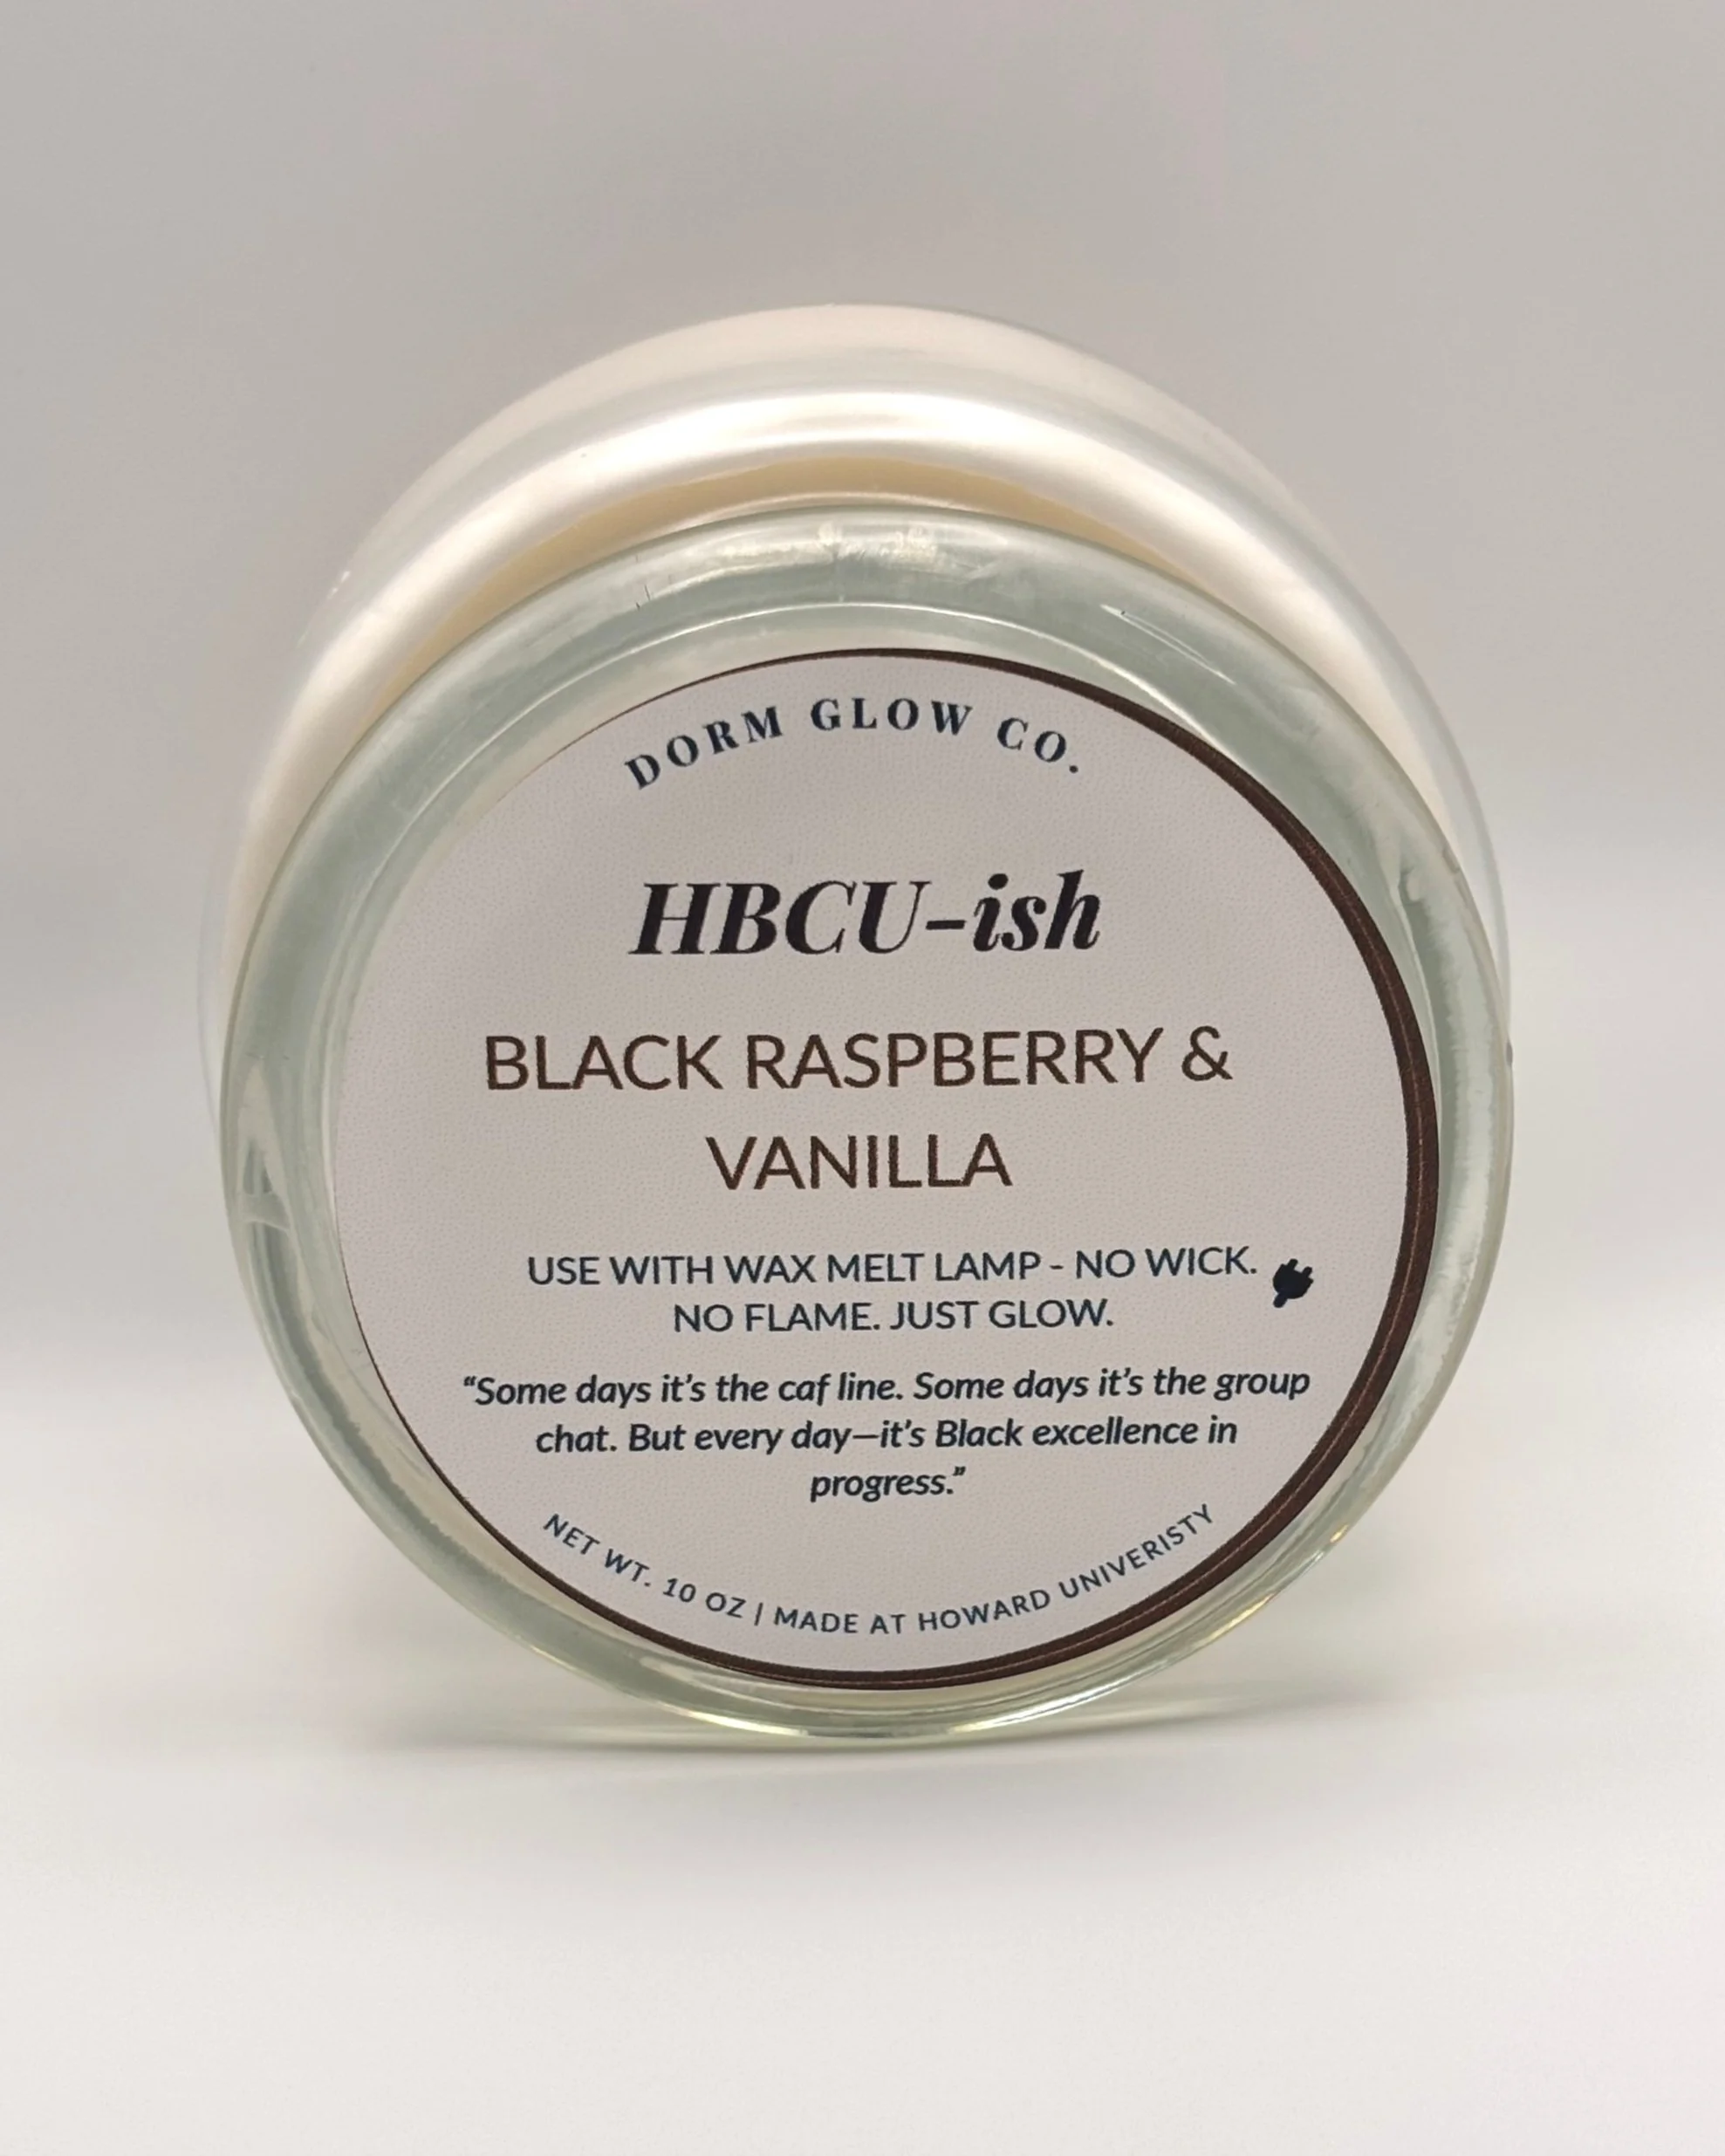 DORM GLOW CO.
HBCU-ish
BLACK RASPBERRY &
VANILLA
USE WITH WAX MELT LAMP - NO WICK.
NO FLAME. JUST GLOW.
“Some days it’s the caf line. Some days it’s the group
chat. But every day—it’s Black excellence in
progress.”
NET WT. 10 OZ | MADE AT HOWARD UNIVERISTY